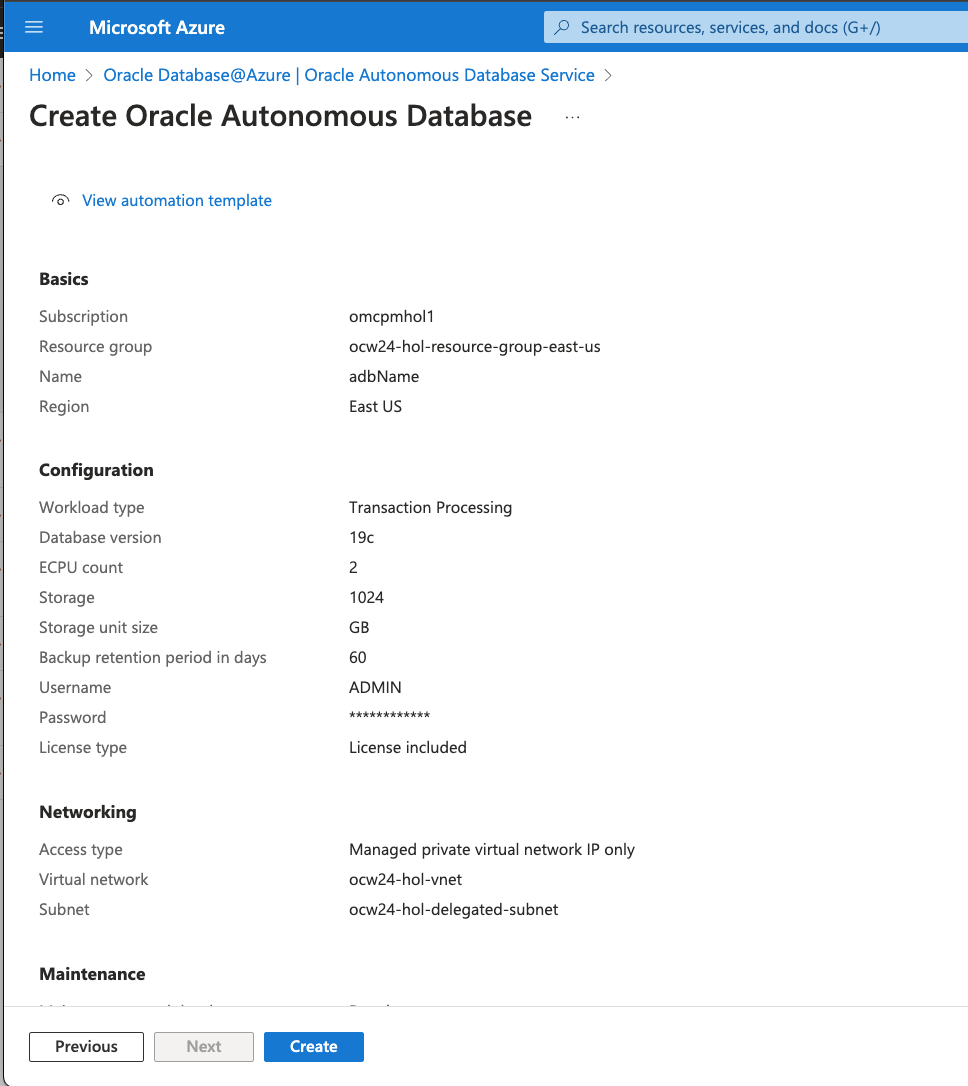 Microsoft Azure
Search resources, services, and docs (G+/)
Home > Oracle Database@Azure | Oracle Autonomous Database Service >
Create Oracle Autonomous Database ...
View automation template
Basics
Subscription omcpmhol1
Resource group ocw24-hol-resource-group-east-us
Name adbName
Region East US
Configuration
Workload type Transaction Processing
Database version 19c
ECPU count 2
Storage 1024
Storage unit size GB
Backup retention period in days 60
Username ADMIN
Password ************
License type License included
Networking
Access type Managed private virtual network IP only
Virtual network ocw24-hol-vnet
Subnet ocw24-hol-delegated-subnet
Maintenance
Previous Next Create